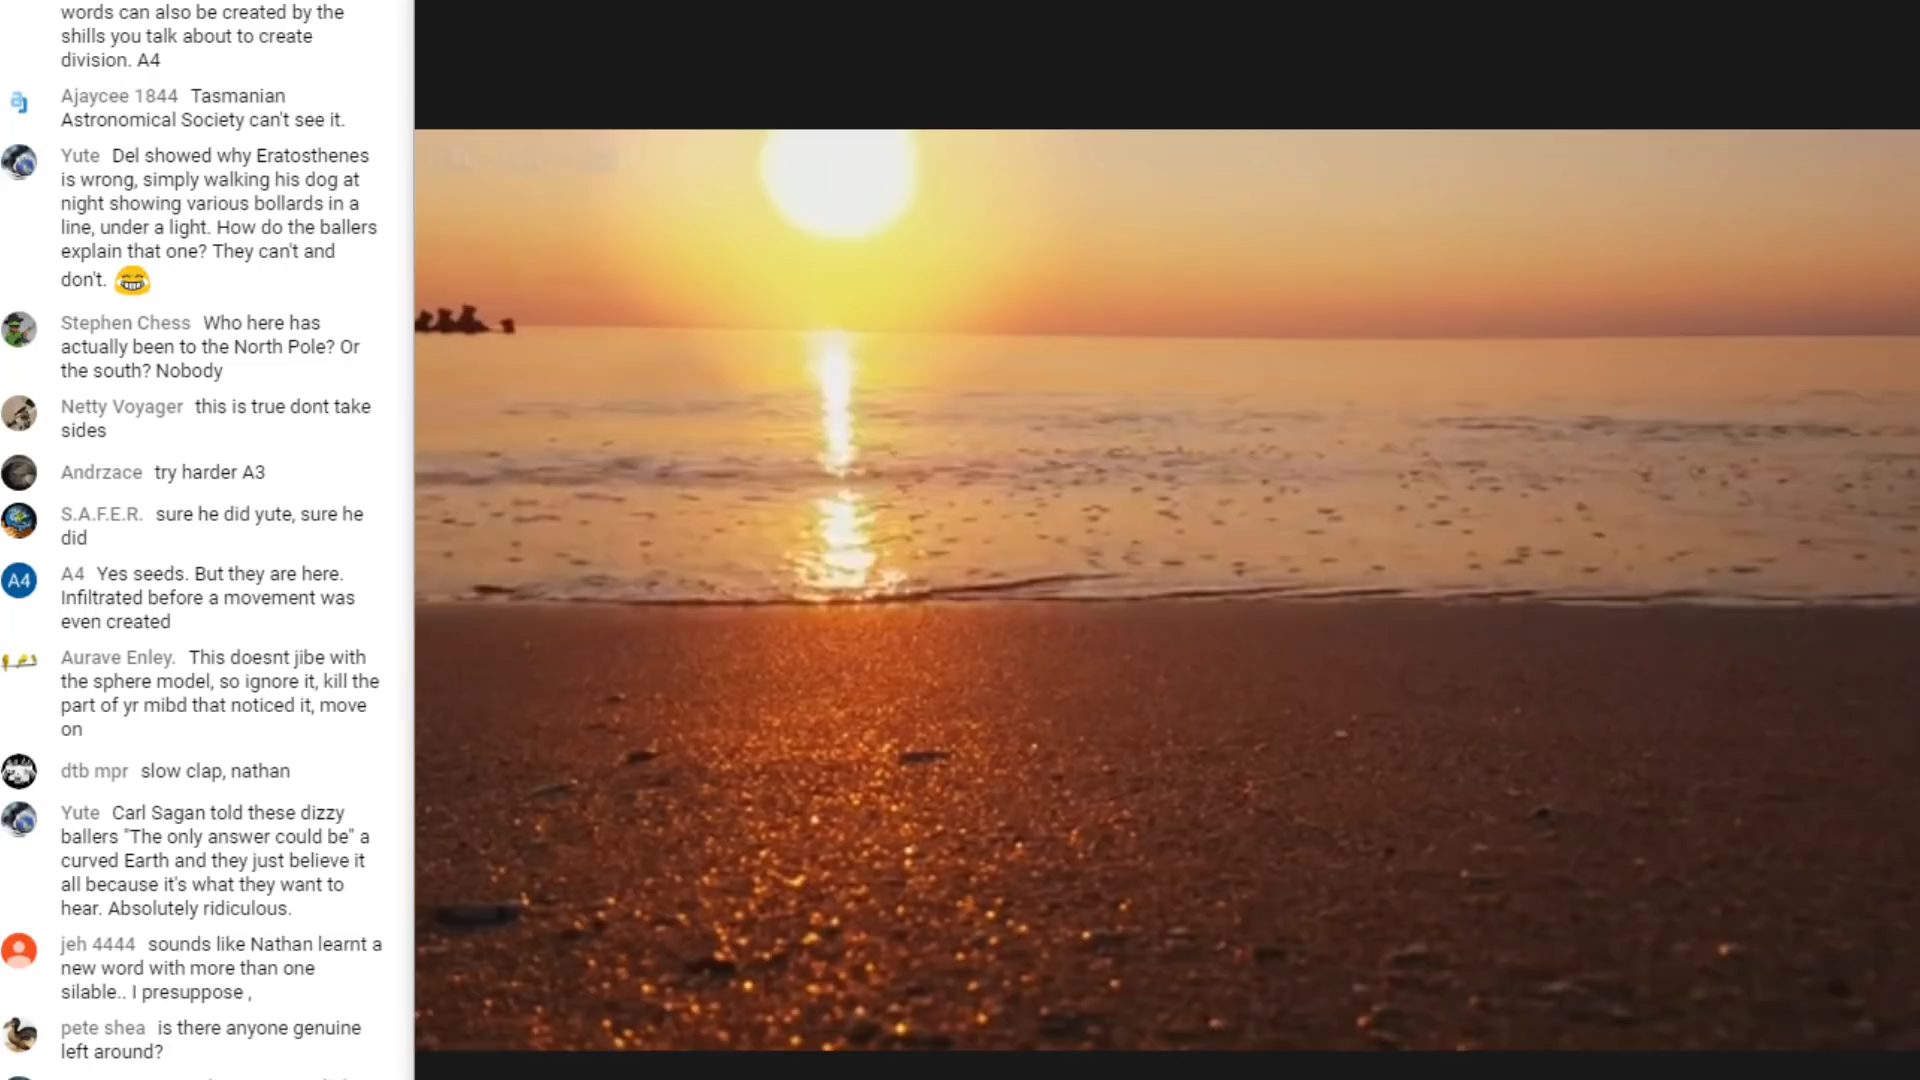 words can also be created by the
shills you talk about to create
division. A4
Ajaycee 1844 Tasmanian
Astronomical Society can't see it.
Yute Del showed why Eratosthenes
is wrong, simply walking his dog at
night showing various bollards in a
line, under a light. How do the ballers
explain that one? They can't and
don't. 😂
Stephen Chess Who here has
actually been to the North Pole? Or
the south? Nobody
Netty Voyager this is true dont take
sides
Andrzace try harder A3
S.A.F.E.R. sure he did yute, sure he
did
A4 A4 Yes seeds. But they are here.
Infiltrated before a movement was
even created
Aurave Enley. This doesnt jibe with
the sphere model, so ignore it, kill the
part of yr mibd that noticed it, move
on
dtb mpr slow clap, nathan
Yute Carl Sagan told these dizzy
ballers "The only answer could be" a
curved Earth and they just believe it
all because it's what they want to
hear. Absolutely ridiculous.
jeh 4444 sounds like Nathan learnt a
new word with more than one
silable.. I presuppose ,
pete shea is there anyone genuine
left around?